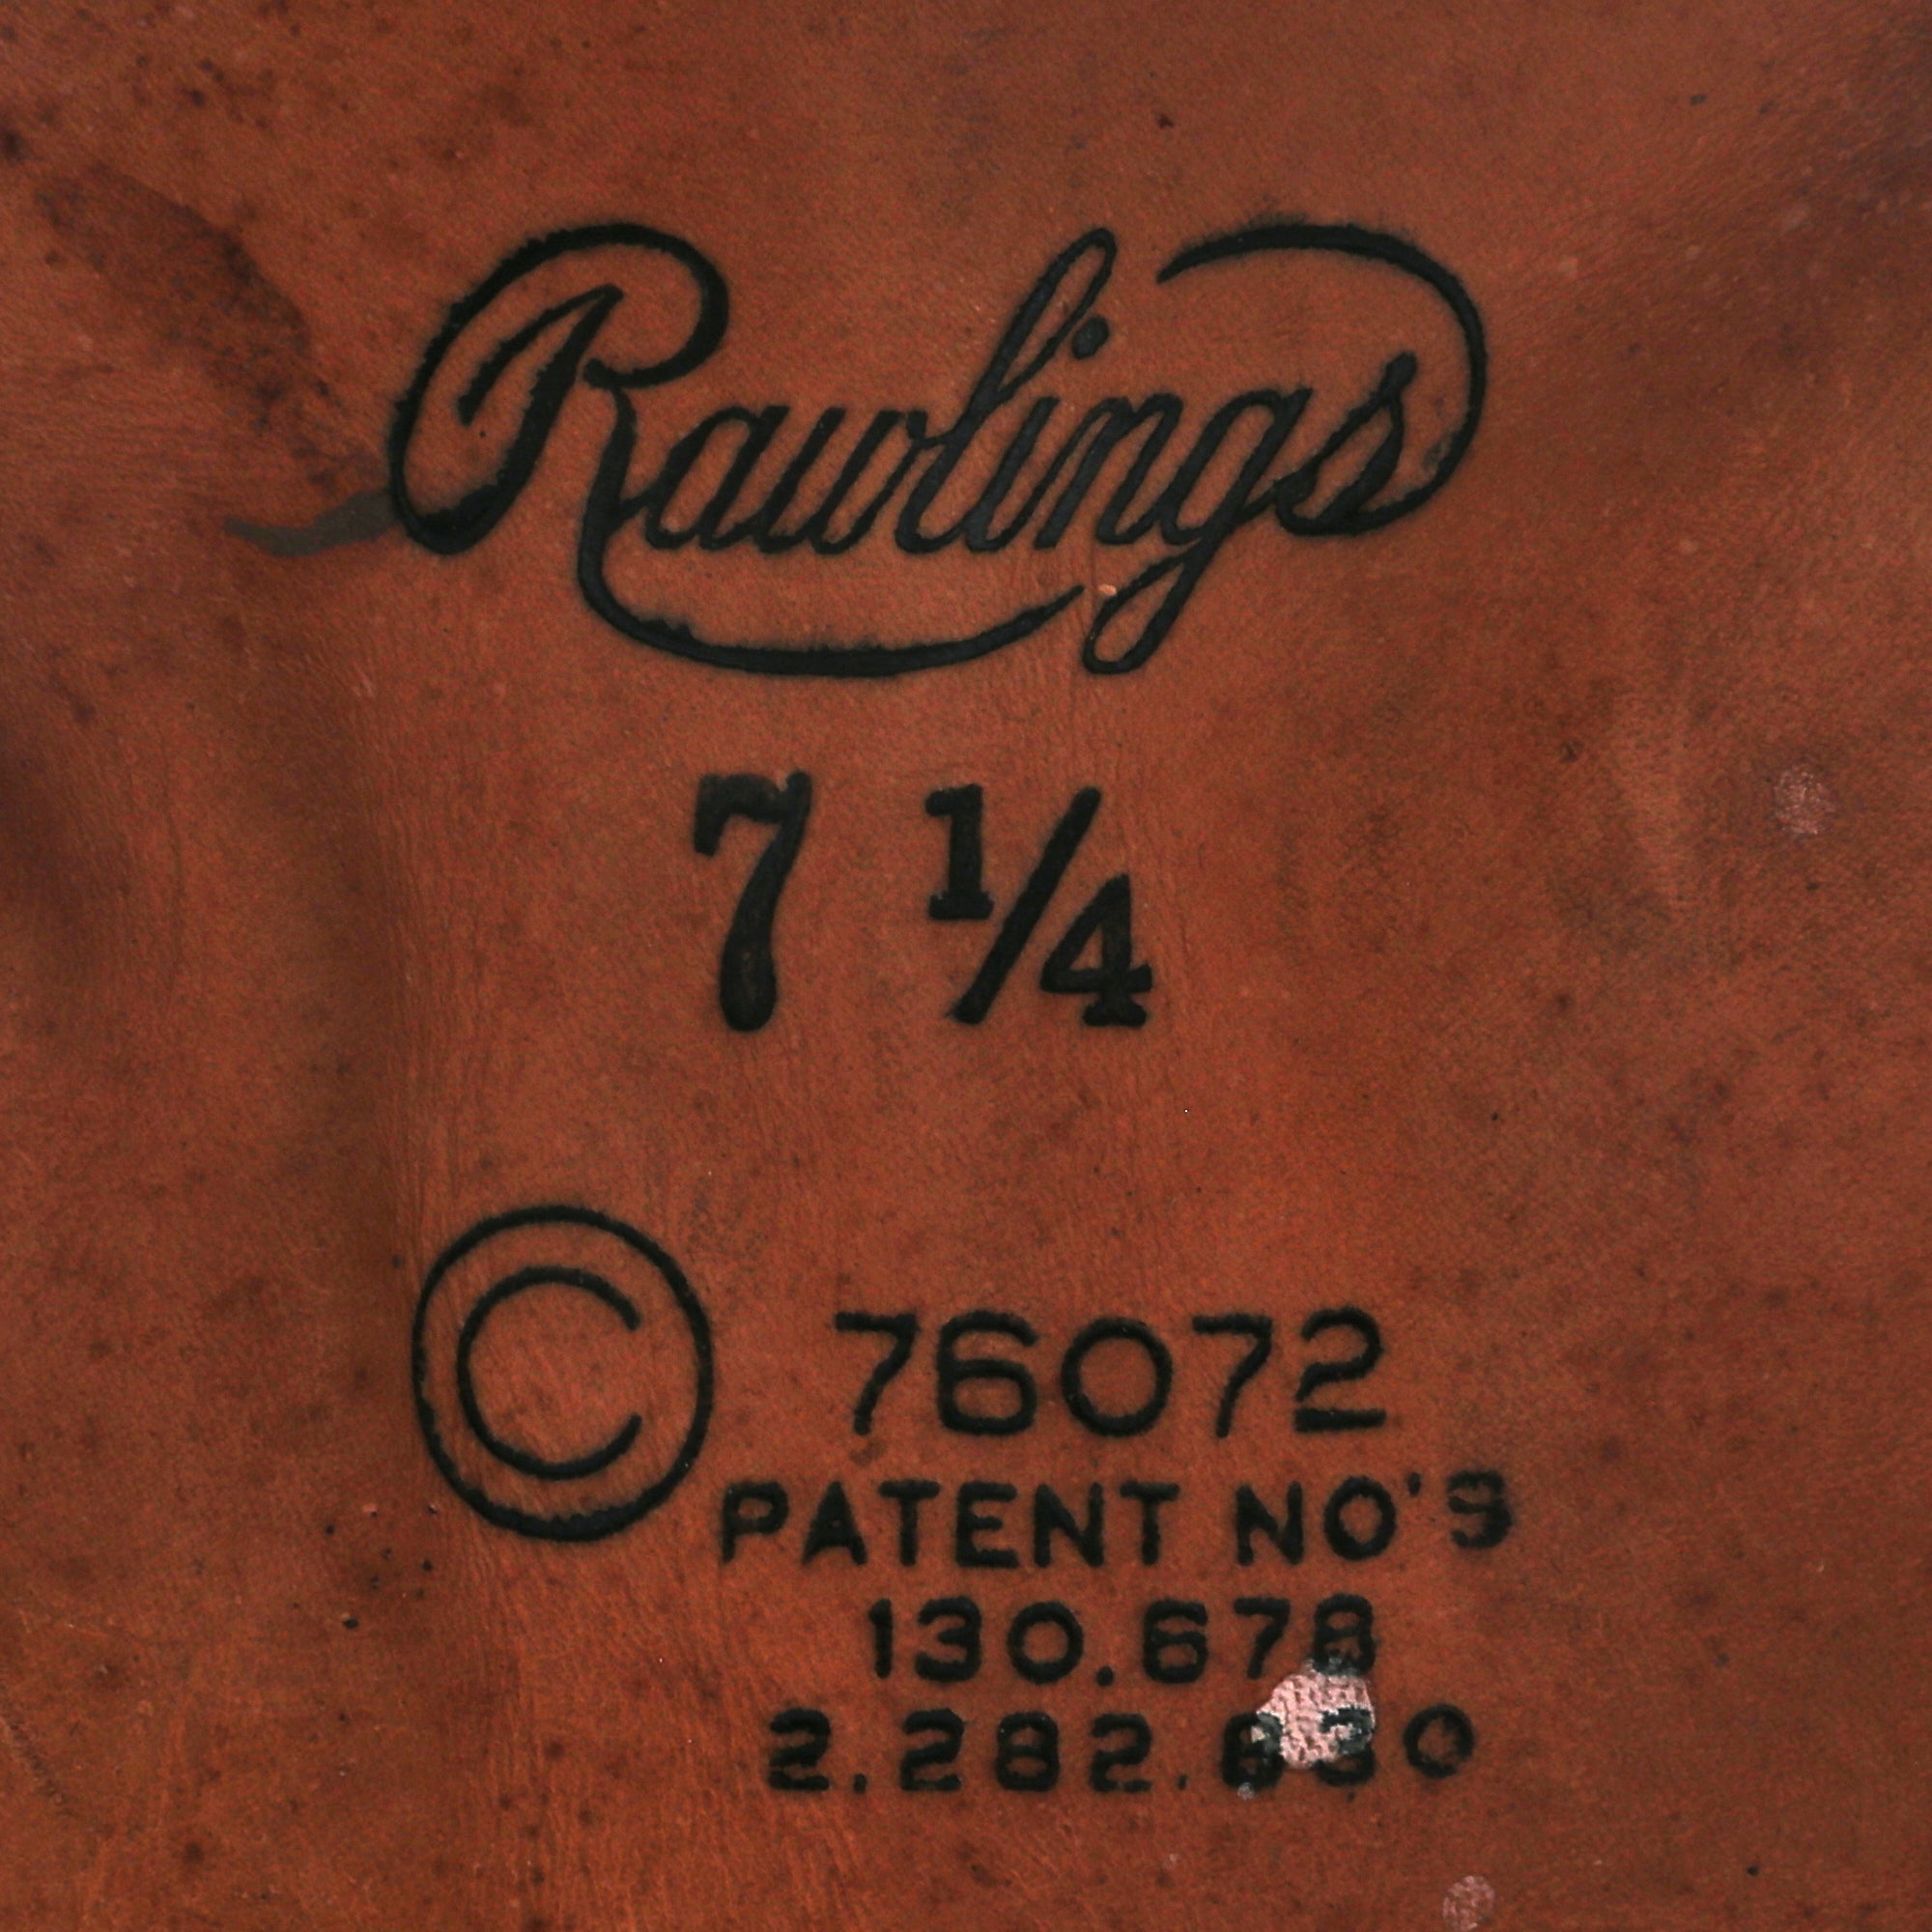 Rawlings
7 1/4
© 76072
PATENT NO'S
130.678